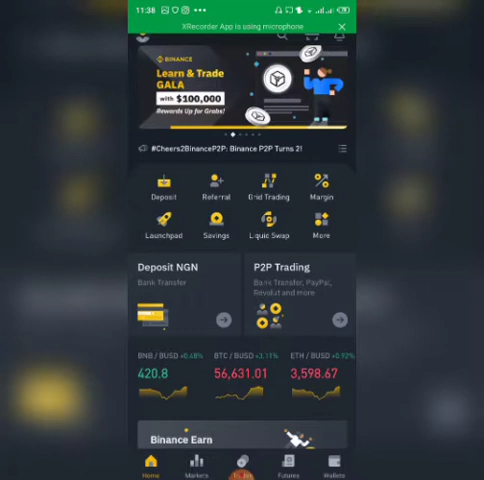 11:38
XRecorder App is using microphone
BINANCE
Learn & Trade
GALA
with $100,000
Rewards Up for Grabs!
#Cheers2BinanceP2P: Binance P2P Turns 2!
Deposit Referral Grid Trading Margin
Launchpad Savings Liquid Swap More
Deposit NGN
Bank Transfer
P2P Trading
Bank Transfer, PayPal,
Revolut and more
BNB / BUSD +0.48% BTC / BUSD +3.11% ETH / BUSD +0.92%
420.8 56,631.01 3,598.67
Binance Earn
Home Markets Trades Futures Wallets